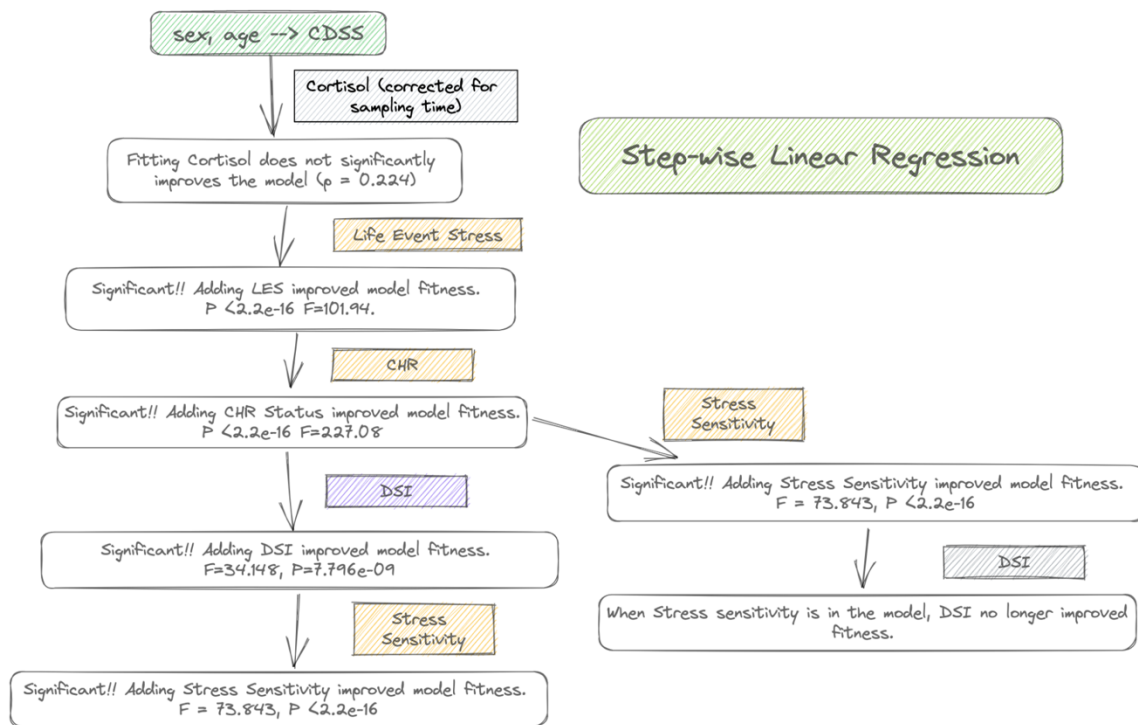 sex, age --> CDSS
Cortisol (corrected for
sampling time)
Fitting Cortisol does not significantly
improves the model (p = 0.224)
Step-wise Linear Regression
Life Event Stress
Significant!! Adding LES improved model fitness.
P <2.2e-16 F=101.94.
CHR
Significant!! Adding CHR Status improved model fitness.
P <2.2e-16 F=227.08
Stress
Sensitivity
Significant!! Adding Stress Sensitivity improved model fitness.
F = 73.843, P <2.2e-16
DSI
Significant!! Adding DSI improved model fitness.
F=34.148, P=7.796e-09
DSI
When Stress sensitivity is in the model, DSI no longer improved
fitness.
Stress
Sensitivity
Significant!! Adding Stress Sensitivity improved model fitness.
F = 73.843, P <2.2e-16